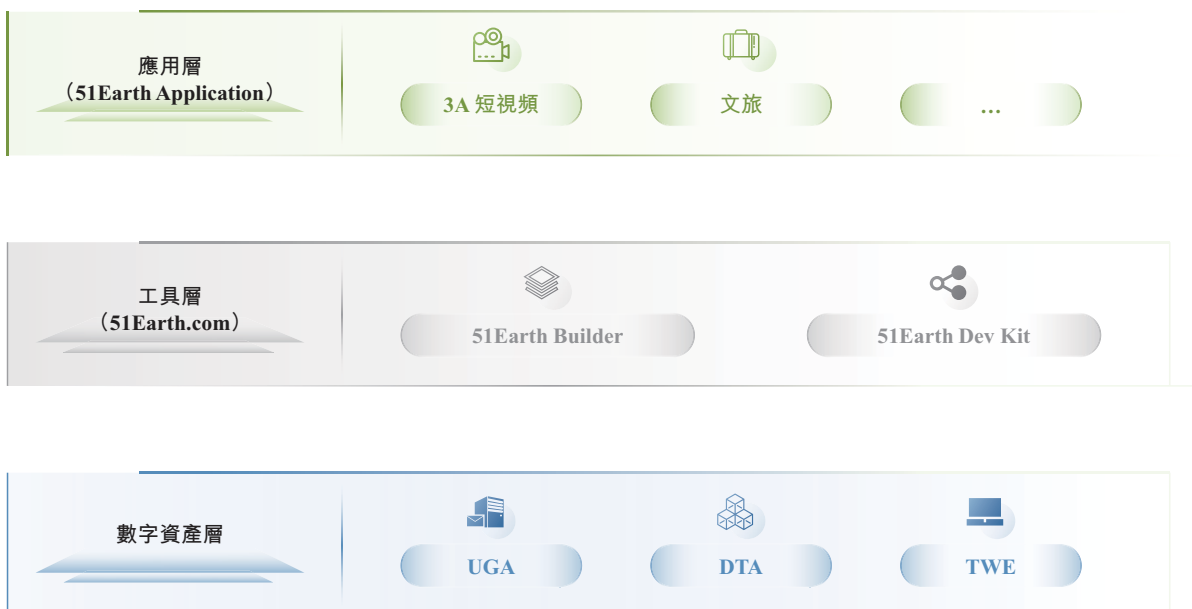 應用層
（51Earth Application）
3A 短視頻
文旅
...
工具層
（51Earth.com）
51Earth Builder
51Earth Dev Kit
數字資產層
UGA
DTA
TWE